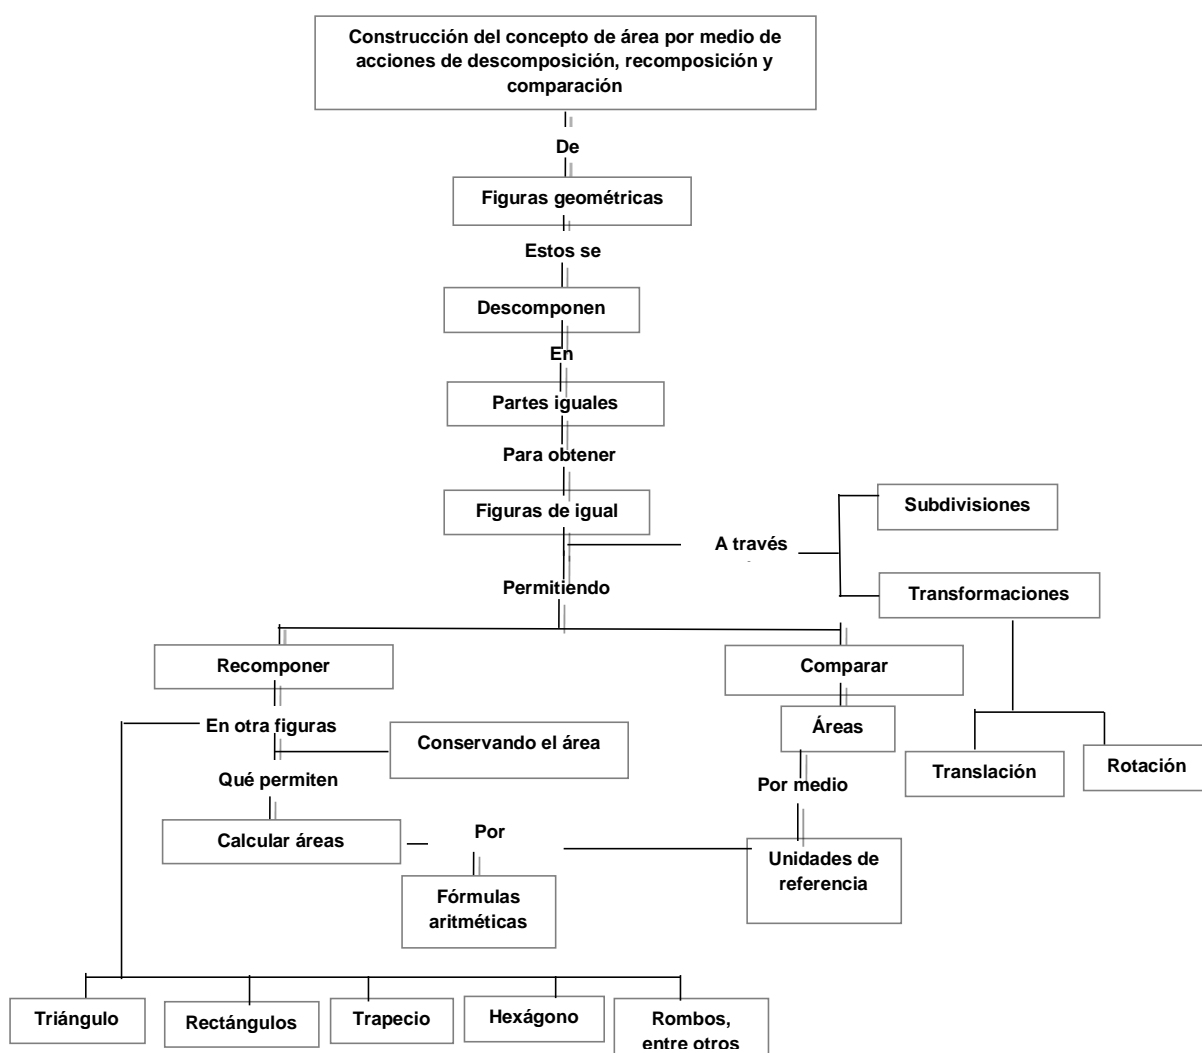 Construcción del concepto de área por medio de
acciones de descomposición, recomposición y
comparación
De
Figuras geométricas
Estos se
Descomponen
En
Partes iguales
Para obtener
Figuras de igual
A través
Subdivisiones
Transformaciones
Permitiendo
Recomponer
Comparar
En otra figuras
Conservando el área
Áreas
Translación
Rotación
Qué permiten
Por medio
Calcular áreas
Por
Unidades de
referencia
Fórmulas
aritméticas
Triángulo
Rectángulos
Trapecio
Hexágono
Rombos,
entre otros